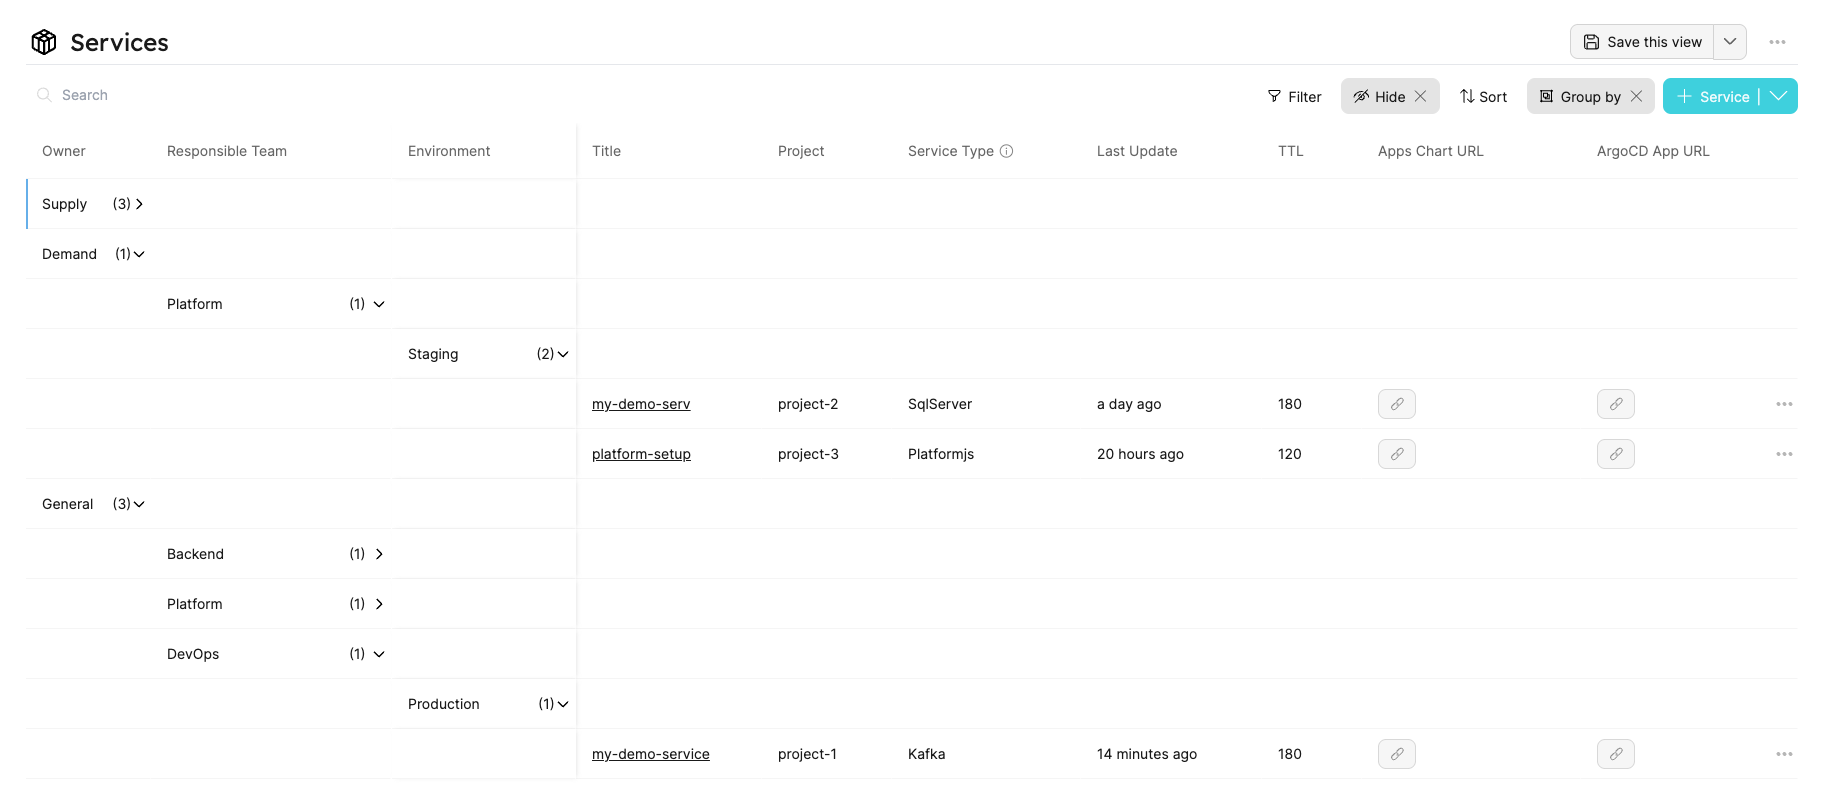 Services
Save this view
Search
Filter Hide Sort Group by Service
Owner Responsible Team Environment Title Project Service Type Last Update TTL Apps Chart URL ArgoCD App URL
Supply (3)
Demand (1)
Platform (1)
Staging (2)
my-demo-serv project-2 SqlServer a day ago 180
platform-setup project-3 Platformjs 20 hours ago 120
General (3)
Backend (1)
Platform (1)
DevOps (1)
Production (1)
my-demo-service project-1 Kafka 14 minutes ago 180